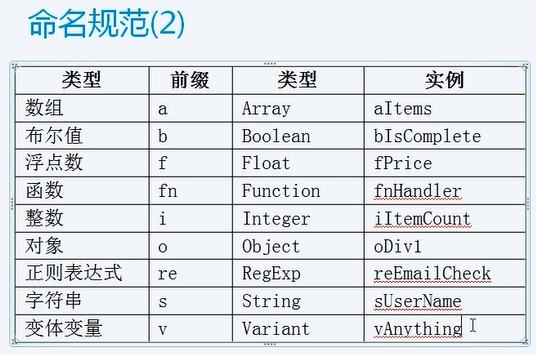 命名规范(2)
类型 前缀 类型 实例
数组 a Array aItems
布尔值 b Boolean bIsComplete
浮点数 f Float fPrice
函数 fn Function fnHandler
整数 i Integer iItemCount
对象 o Object oDiv1
正则表达式 re RegExp reEmailCheck
字符串 s String sUserName
变体变量 v Variant vAnything